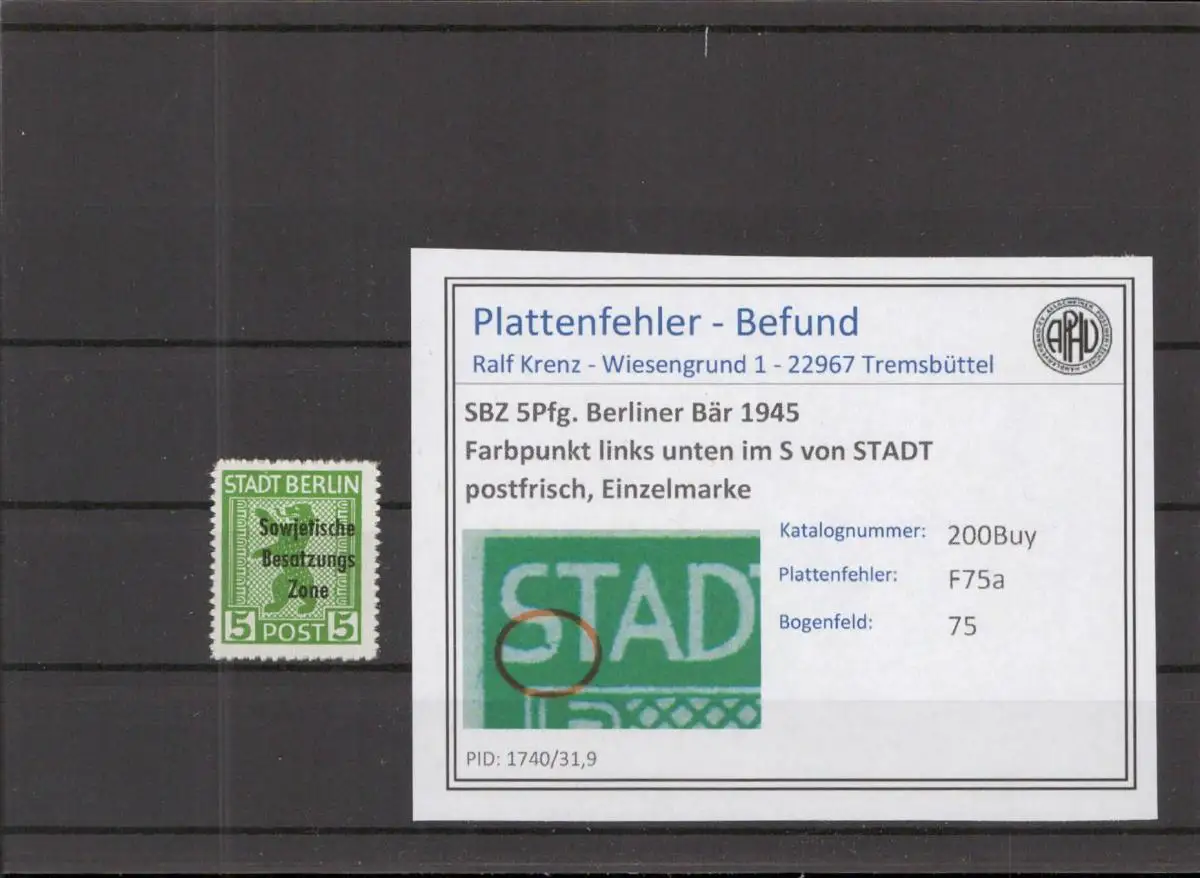 STADT BERLIN
Sowjetische
Besatzungs
Zone
5 POST 5
Plattenfehler - Befund
Ralf Krenz - Wiesengrund 1 - 22967 Tremsbüttel
APHV
SBZ 5Pfg. Berliner Bär 1945
Farbpunkt links unten im S von STADT
postfrisch, Einzelmarke
STADT
Katalognummer: 200Buy
Plattenfehler: F75a
Bogenfeld: 75
PID: 1740/31,9